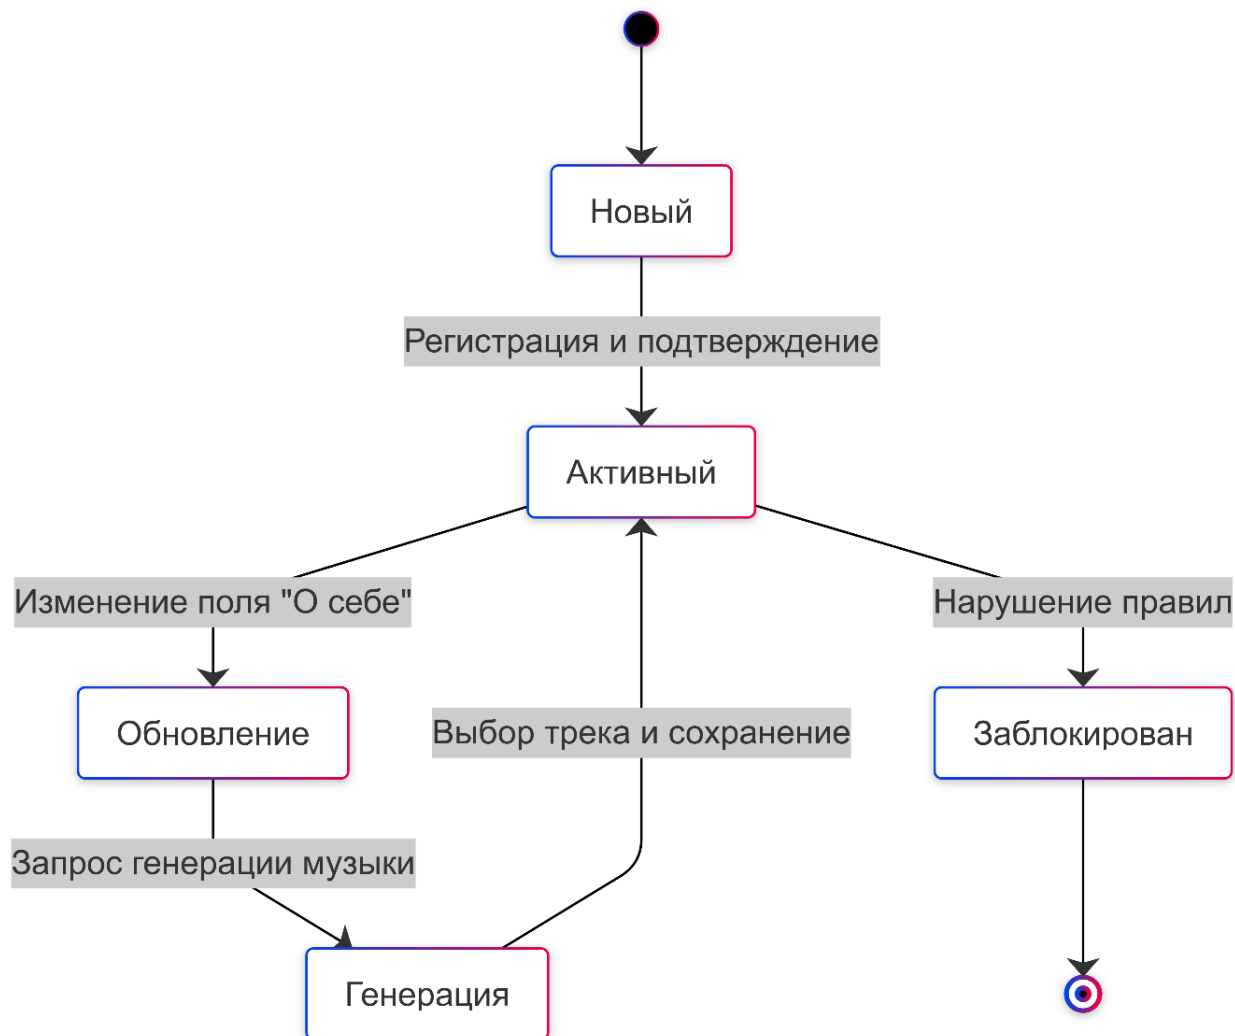 Новый
Регистрация и подтверждение
Активный
Изменение поля "О себе"
Нарушение правил
Обновление
Выбор трека и сохранение
Заблокирован
Запрос генерации музыки
Генерация